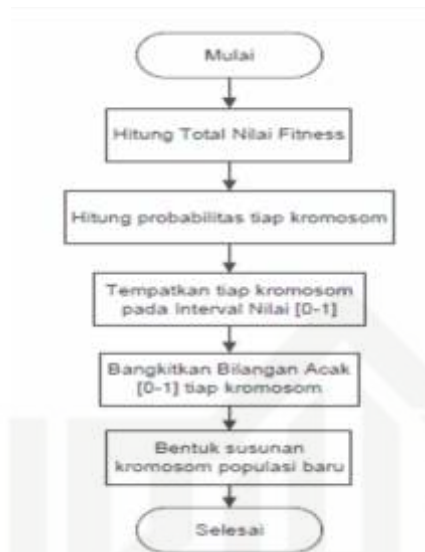 Mulai
Hitung Total Nilai Fitness
Hitung probabilitas tiap kromosom
Tempatkan tiap kromosom
pada Interval Nilai [0-1]
Bangkitkan Bilangan Acak
[0-1] tiap kromosom
Bentuk susunan
kromosom populasi baru
Selesai